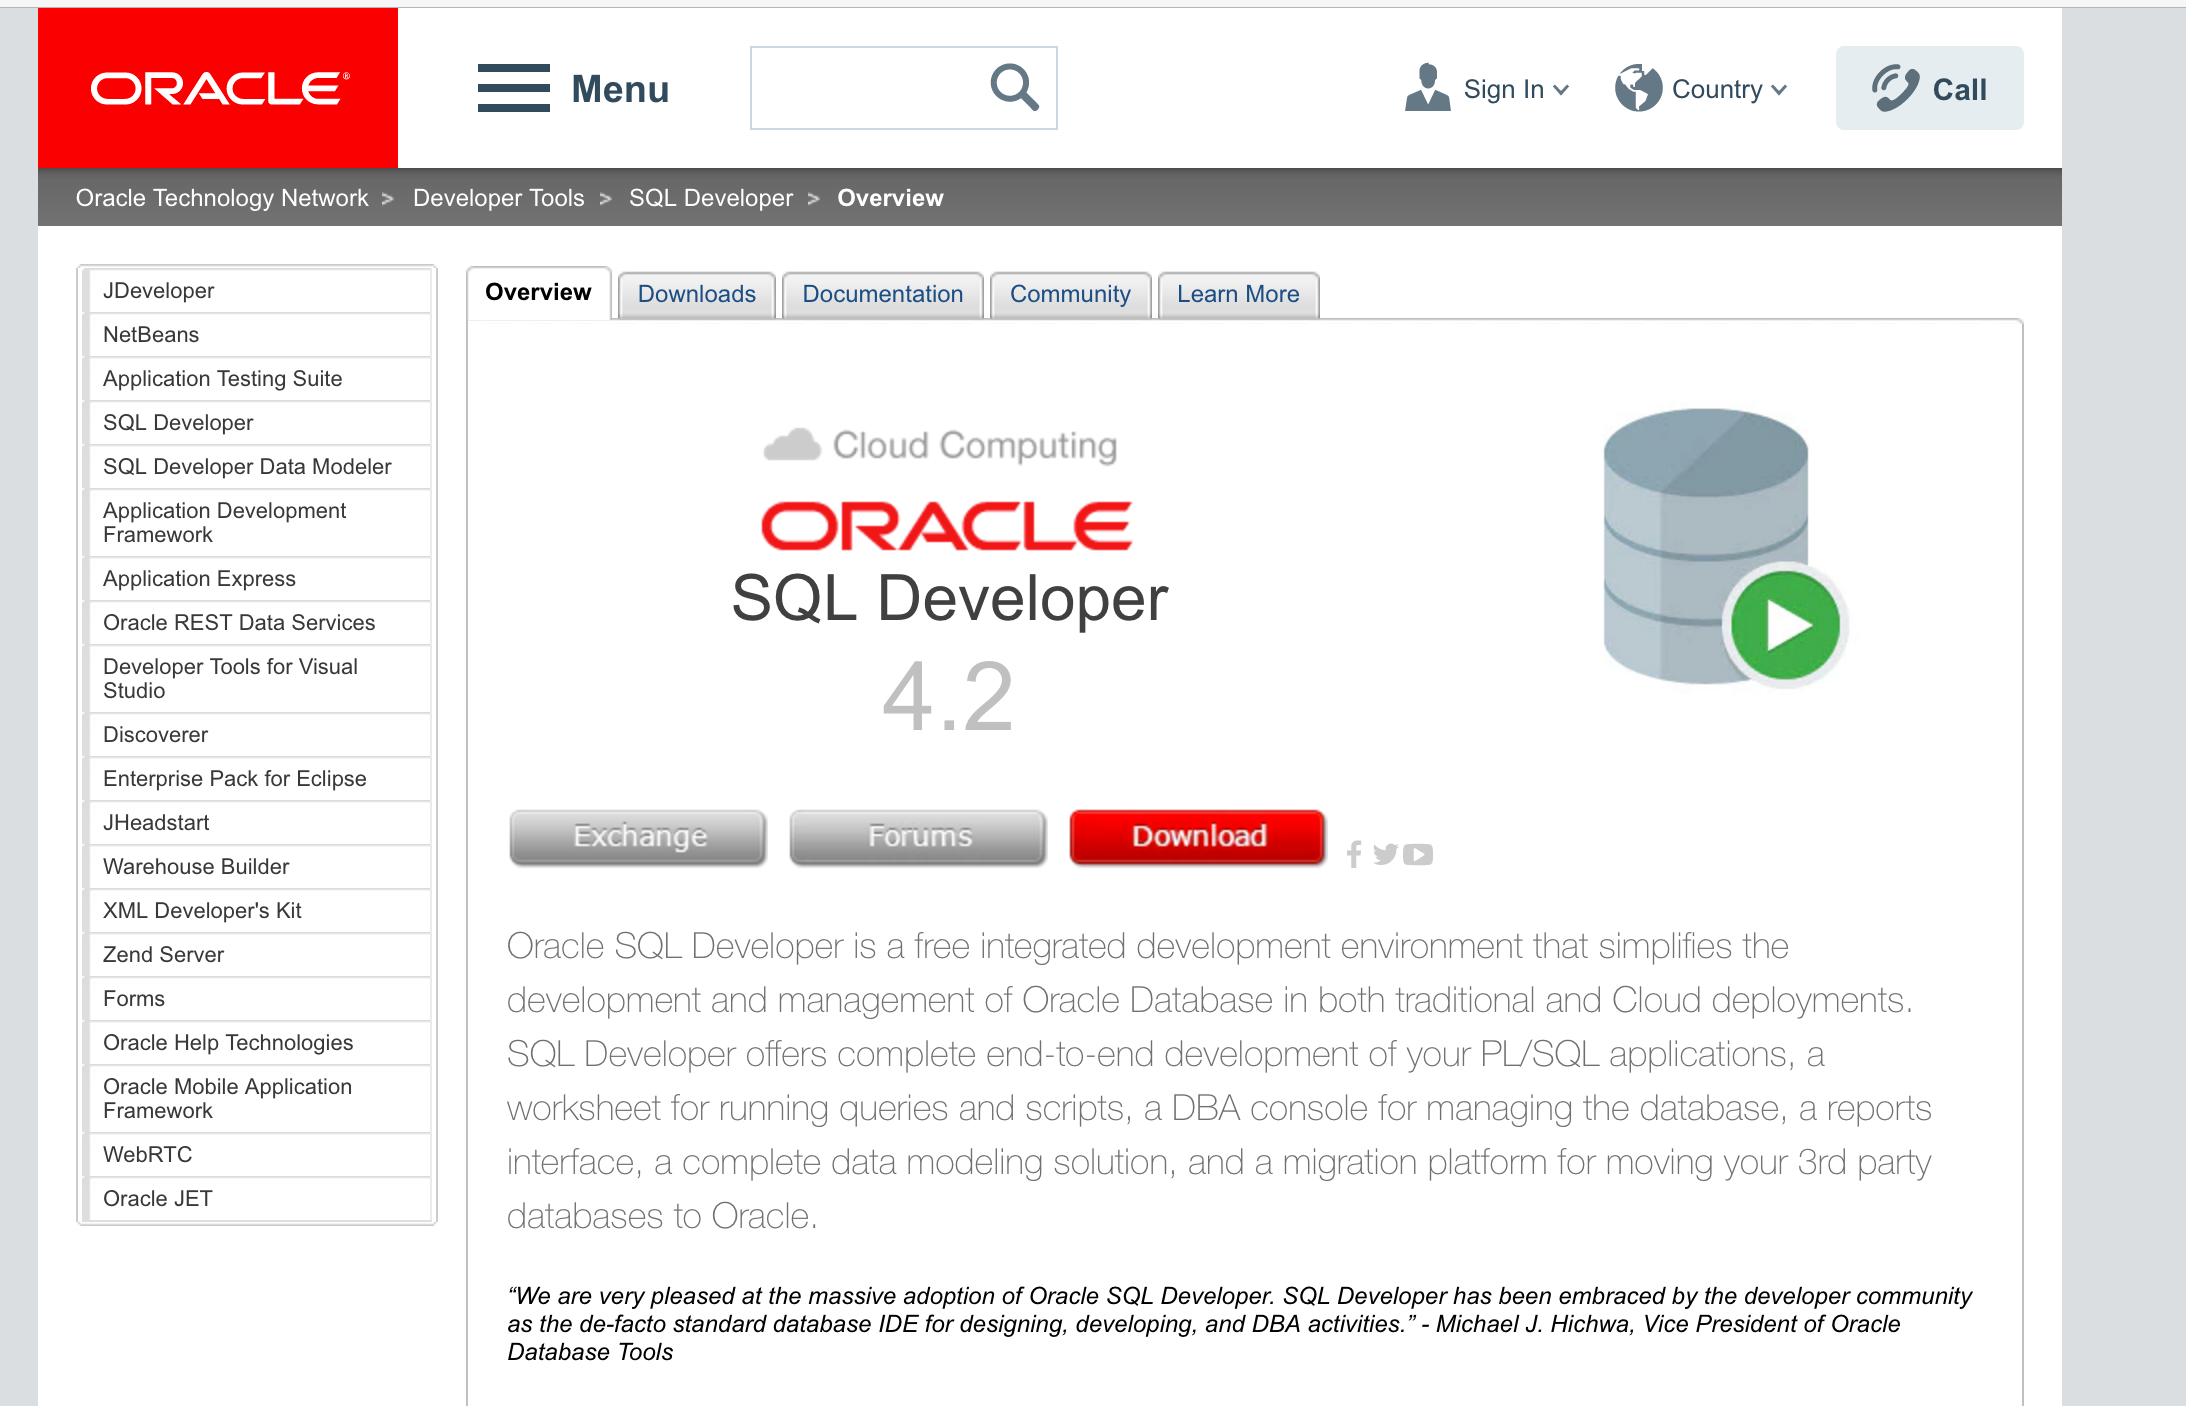 ORACLE®
Menu
Sign In
Country
Call
Oracle Technology Network > Developer Tools > SQL Developer > Overview
JDeveloper
NetBeans
Application Testing Suite
SQL Developer
SQL Developer Data Modeler
Application Development
Framework
Application Express
Oracle REST Data Services
Developer Tools for Visual
Studio
Discoverer
Enterprise Pack for Eclipse
JHeadstart
Warehouse Builder
XML Developer's Kit
Zend Server
Forms
Oracle Help Technologies
Oracle Mobile Application
Framework
WebRTC
Oracle JET
Overview Downloads Documentation Community Learn More
Cloud Computing
ORACLE
SQL Developer
4.2
Exchange Forums Download
Oracle SQL Developer is a free integrated development environment that simplifies the
development and management of Oracle Database in both traditional and Cloud deployments.
SQL Developer offers complete end-to-end development of your PL/SQL applications, a
worksheet for running queries and scripts, a DBA console for managing the database, a reports
interface, a complete data modeling solution, and a migration platform for moving your 3rd party
databases to Oracle.
“We are very pleased at the massive adoption of Oracle SQL Developer. SQL Developer has been embraced by the developer community
as the de-facto standard database IDE for designing, developing, and DBA activities.” - Michael J. Hichwa, Vice President of Oracle
Database Tools